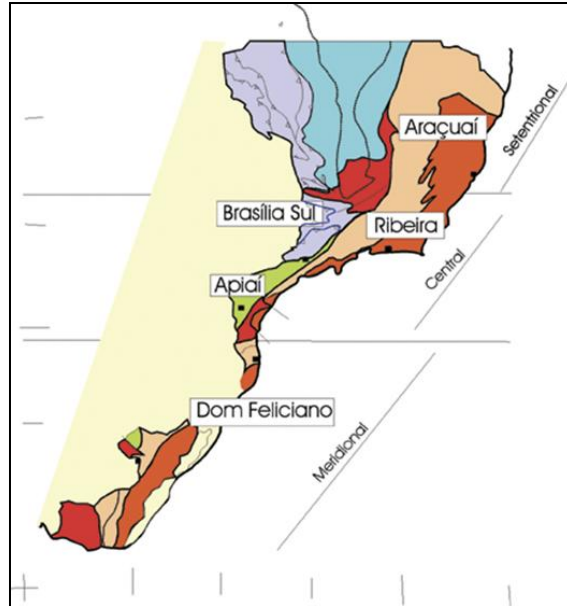 Araçuaí
Setentrional
Brasília Sul
Ribeira
Central
Apiaí
Dom Feliciano
Meridional